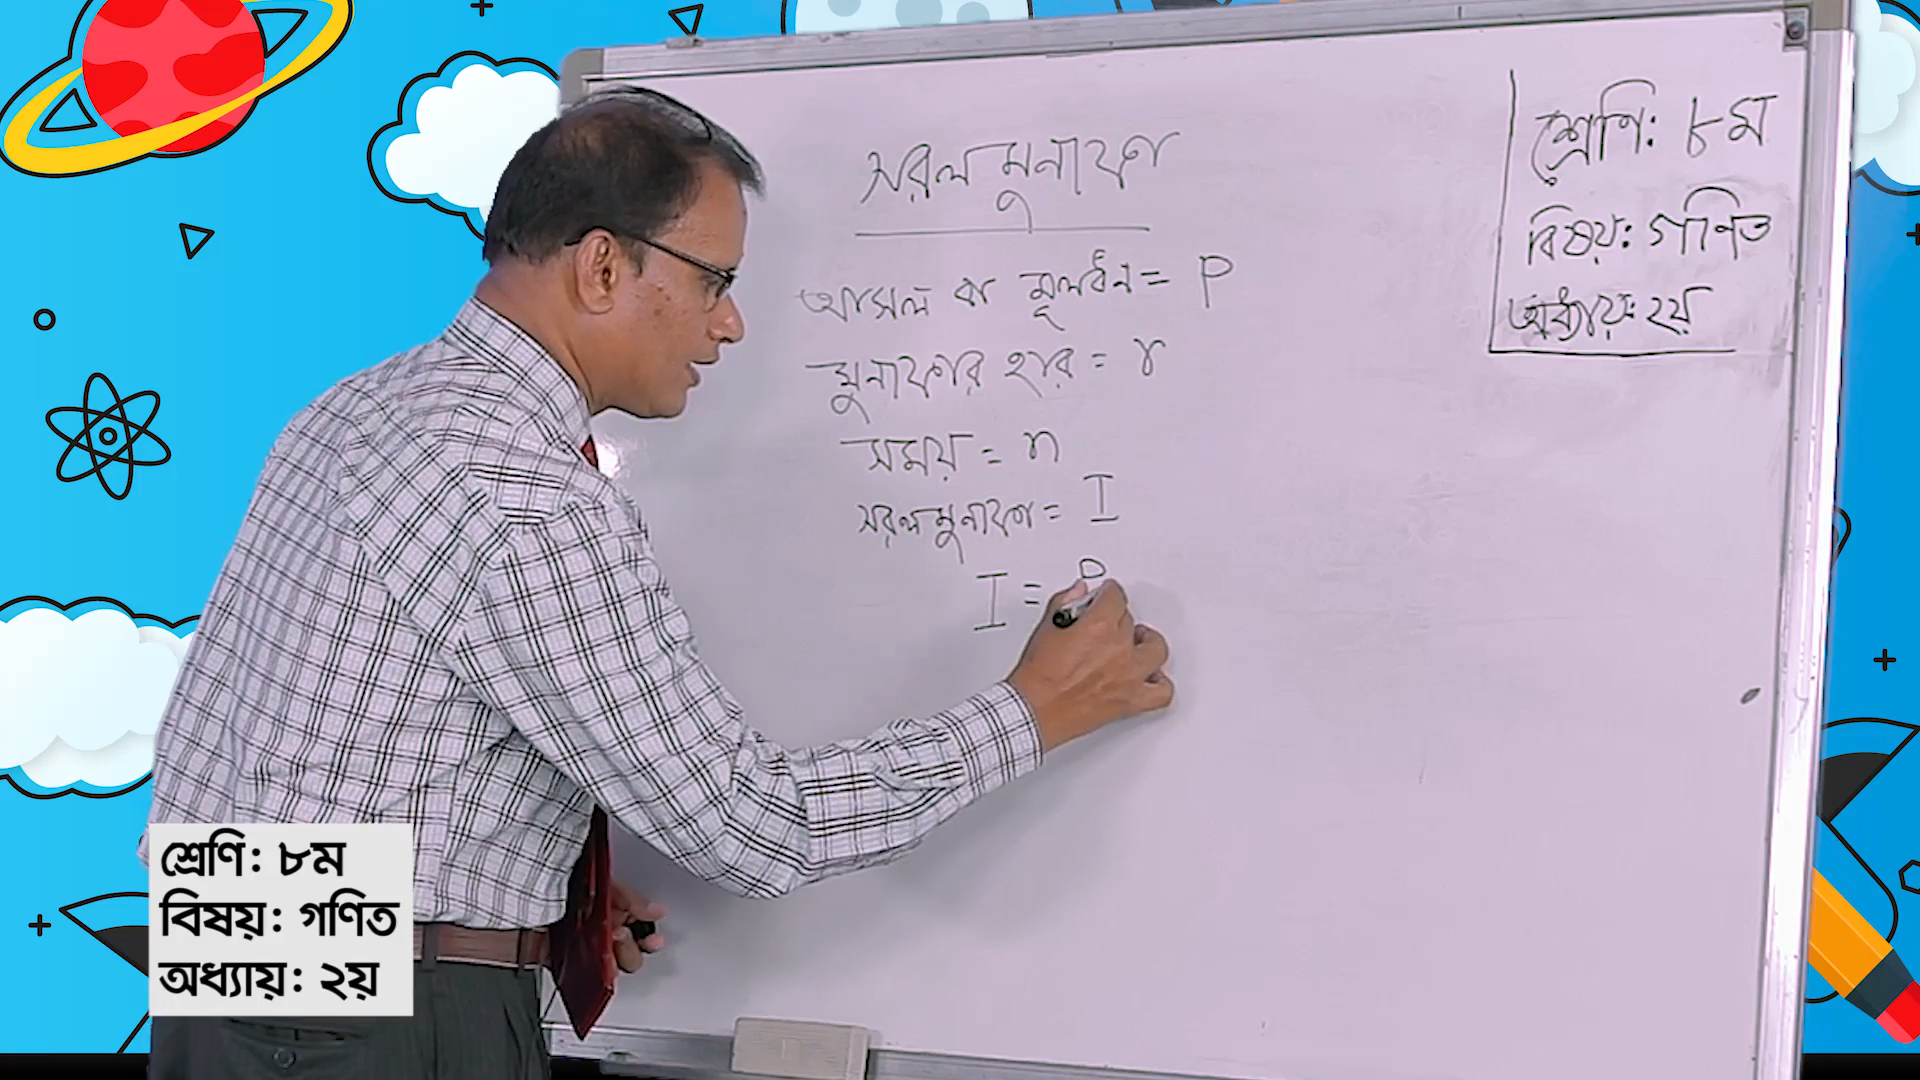 সরল মুনাফা
আসল বা মূলধন = P
মুনাফার হার = r
সময় = n
সরল মুনাফা = I
I = P
শ্রেণি: ৮ম
বিষয়: গণিত
অধ্যায়: ২য়
শ্রেণি: ৮ম
বিষয়: গণিত
অধ্যায়: ২য়